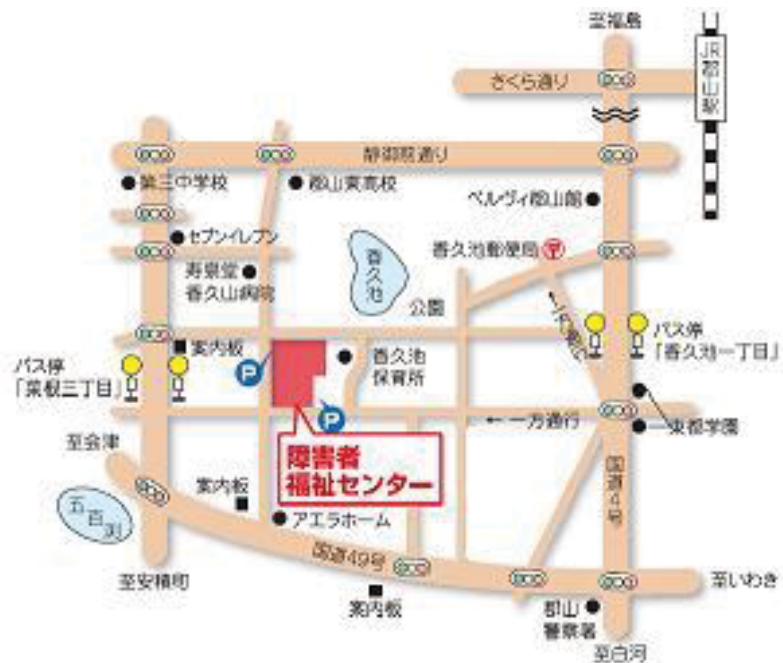 至福島
JR郡山駅
さくら通り
静御前通り
第三中学校
郡山東高校
ベルヴィ郡山館
セブンイレブン
香久池郵便局
寿泉堂
香久山病院
香久池
公園
バス停
「香久池一丁目」
案内板
バス停
「菜根三丁目」
P
香久池
保育所
P
←一方通行
東都学園
障害者
福祉センター
至会津
国道4号
案内板
五百渕
アエラホーム
国道49号
至安積町
案内板
至いわき
郡山
警察署
至白河